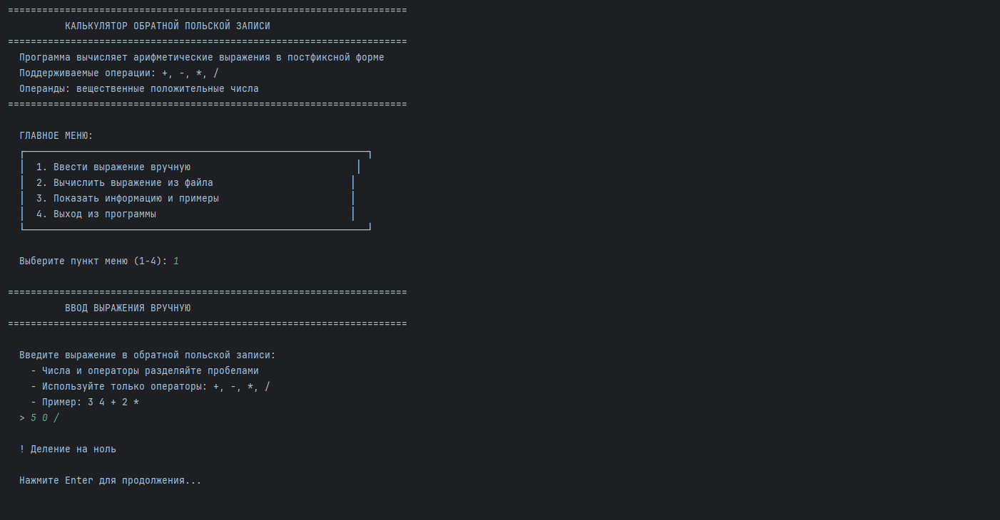 ======================================================================
КАЛЬКУЛЯТОР ОБРАТНОЙ ПОЛЬСКОЙ ЗАПИСИ
======================================================================
Программа вычисляет арифметические выражения в постфиксной форме
Поддерживаемые операции: +, -, *, /
Операнды: вещественные положительные числа
======================================================================
ГЛАВНОЕ МЕНЮ:
1. Ввести выражение вручную
2. Вычислить выражение из файла
3. Показать информацию и примеры
4. Выход из программы
Выберите пункт меню (1-4): 1
======================================================================
ВВОД ВЫРАЖЕНИЯ ВРУЧНУЮ
======================================================================
Введите выражение в обратной польской записи:
- Числа и операторы разделяйте пробелами
- Используйте только операторы: +, -, *, /
- Пример: 3 4 + 2 *
> 5 0 /
! Деление на ноль
Нажмите Enter для продолжения...